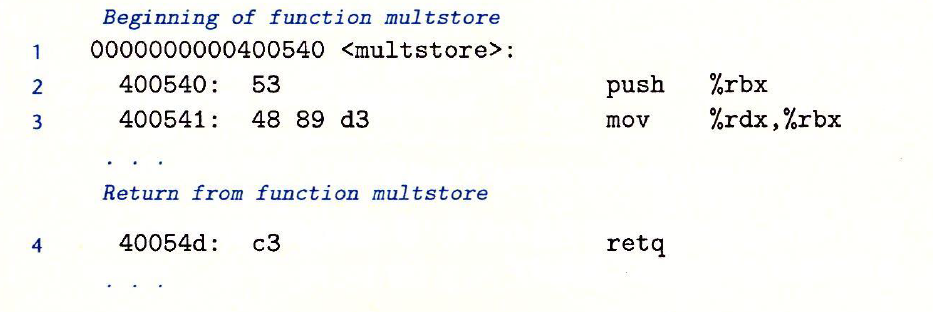 Beginning of function multstore
1 0000000000400540 <multstore>:
2 400540: 53 push %rbx
3 400541: 48 89 d3 mov %rdx,%rbx
. . .
Return from function multstore
4 40054d: c3 retq
. . .